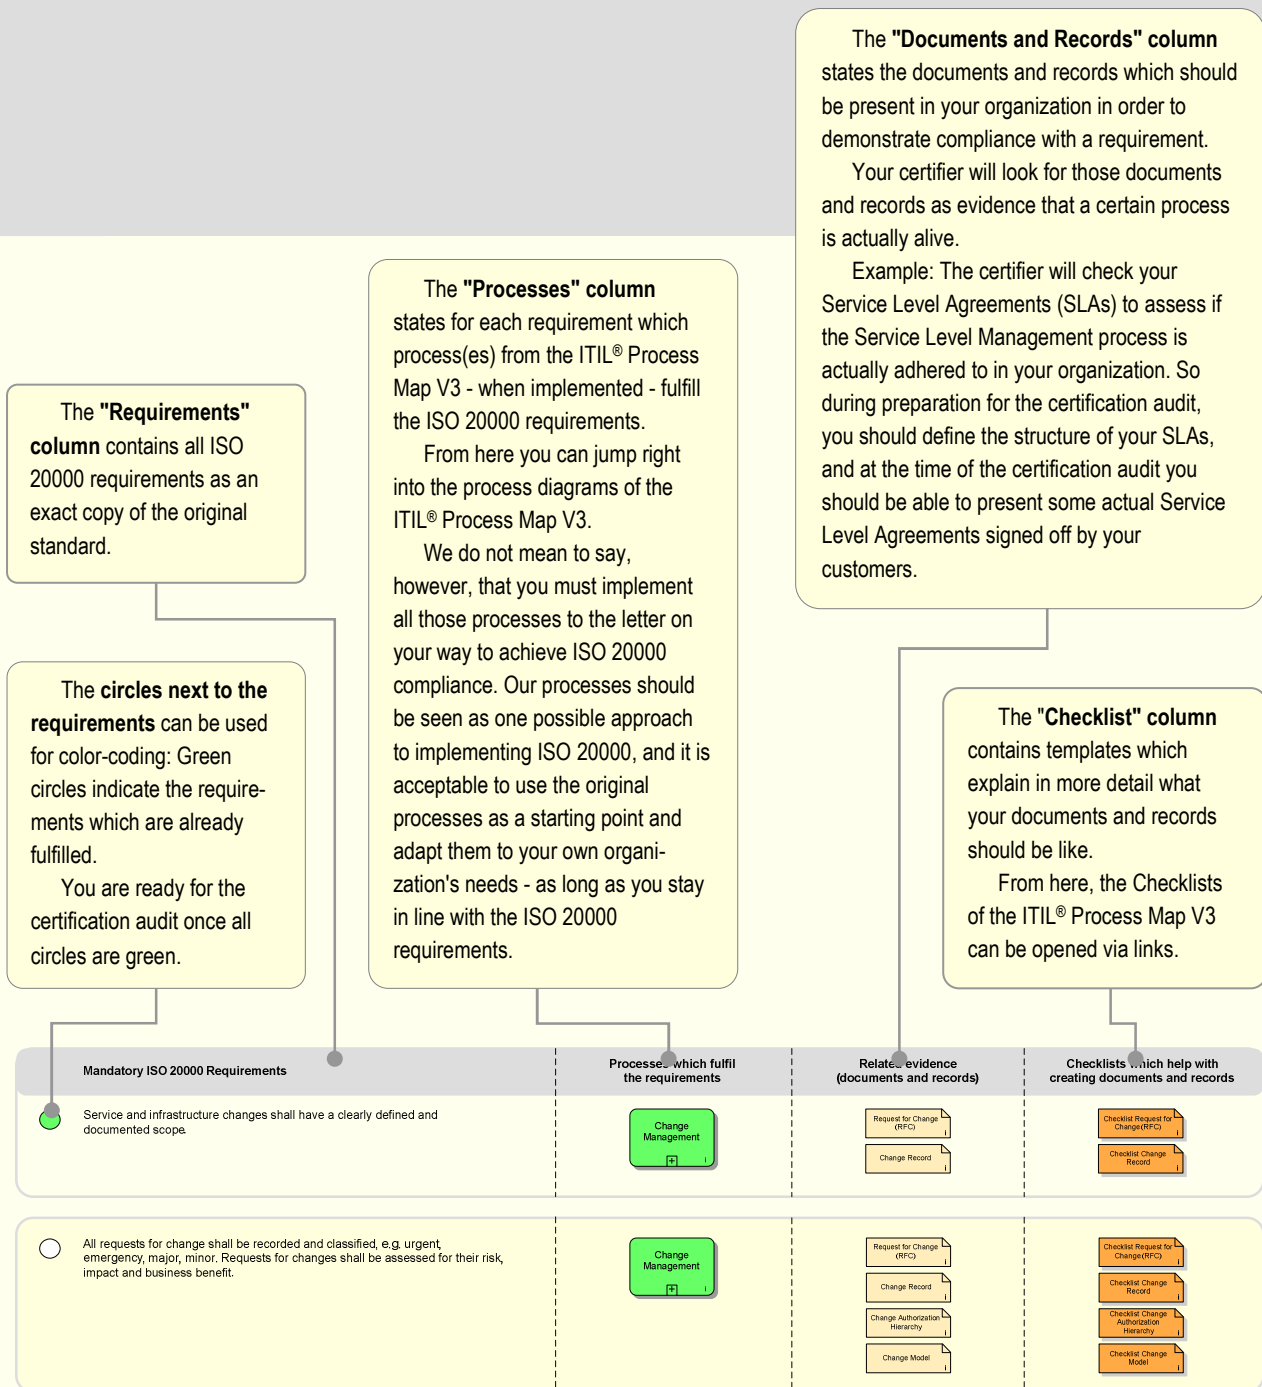 The "Documents and Records" column
states the documents and records which should
be present in your organization in order to
demonstrate compliance with a requirement.
Your certifier will look for those documents
and records as evidence that a certain process
is actually alive.
Example: The certifier will check your
Service Level Agreements (SLAs) to assess if
the Service Level Management process is
actually adhered to in your organization. So
during preparation for the certification audit,
you should define the structure of your SLAs,
and at the time of the certification audit you
should be able to present some actual Service
Level Agreements signed off by your
customers.
The "Processes" column
states for each requirement which
process(es) from the ITIL® Process
Map V3 - when implemented - fulfill
the ISO 20000 requirements.
From here you can jump right
into the process diagrams of the
ITIL® Process Map V3.
We do not mean to say,
however, that you must implement
all those processes to the letter on
your way to achieve ISO 20000
compliance. Our processes should
be seen as one possible approach
to implementing ISO 20000, and it is
acceptable to use the original
processes as a starting point and
adapt them to your own organi-
zation's needs - as long as you stay
in line with the ISO 20000
requirements.
The "Requirements"
column contains all ISO
20000 requirements as an
exact copy of the original
standard.
The circles next to the
requirements can be used
for color-coding: Green
circles indicate the require-
ments which are already
fulfilled.
You are ready for the
certification audit once all
circles are green.
The "Checklist" column
contains templates which
explain in more detail what
your documents and records
should be like.
From here, the Checklists
of the ITIL® Process Map V3
can be opened via links.
Mandatory ISO 20000 Requirements
Processes which fulfil
the requirements
Related evidence
(documents and records)
Checklists which help with
creating documents and records
Service and infrastructure changes shall have a clearly defined and
documented scope.
Change
Management
Request for Change
(RFC)
Change Record
Checklist Request for
Change(RFC)
Checklist Change
Record
All requests for change shall be recorded and classified, e.g. urgent,
emergency, major, minor. Requests for changes shall be assessed for their risk,
impact and business benefit.
Change
Management
Request for Change
(RFC)
Change Record
Change Authorization
Hierarchy
Change Model
Checklist Request for
Change(RFC)
Checklist Change
Record
Checklist Change
Authorization
Hierarchy
Checklist Change
Model